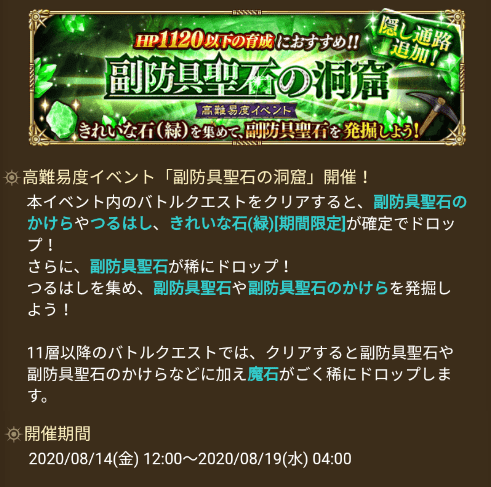 HP1120以下の育成におすすめ!!
隠し通路
追加!
副防具聖石の洞窟
高難易度イベント
きれいな石(緑)を集めて、副防具聖石を発掘しよう!
高難易度イベント「副防具聖石の洞窟」開催！
本イベント内のバトルクエストをクリアすると、副防具聖石の
かけらやつるはし、きれいな石(緑)[期間限定]が確定でドロッ
プ！
さらに、副防具聖石が稀にドロップ！
つるはしを集め、副防具聖石や副防具聖石のかけらを発掘し
よう！
11層以降のバトルクエストでは、クリアすると副防具聖石や
副防具聖石のかけらなどに加え魔石がごく稀にドロップしま
す。
開催期間
2020/08/14(金) 12:00～2020/08/19(水) 04:00